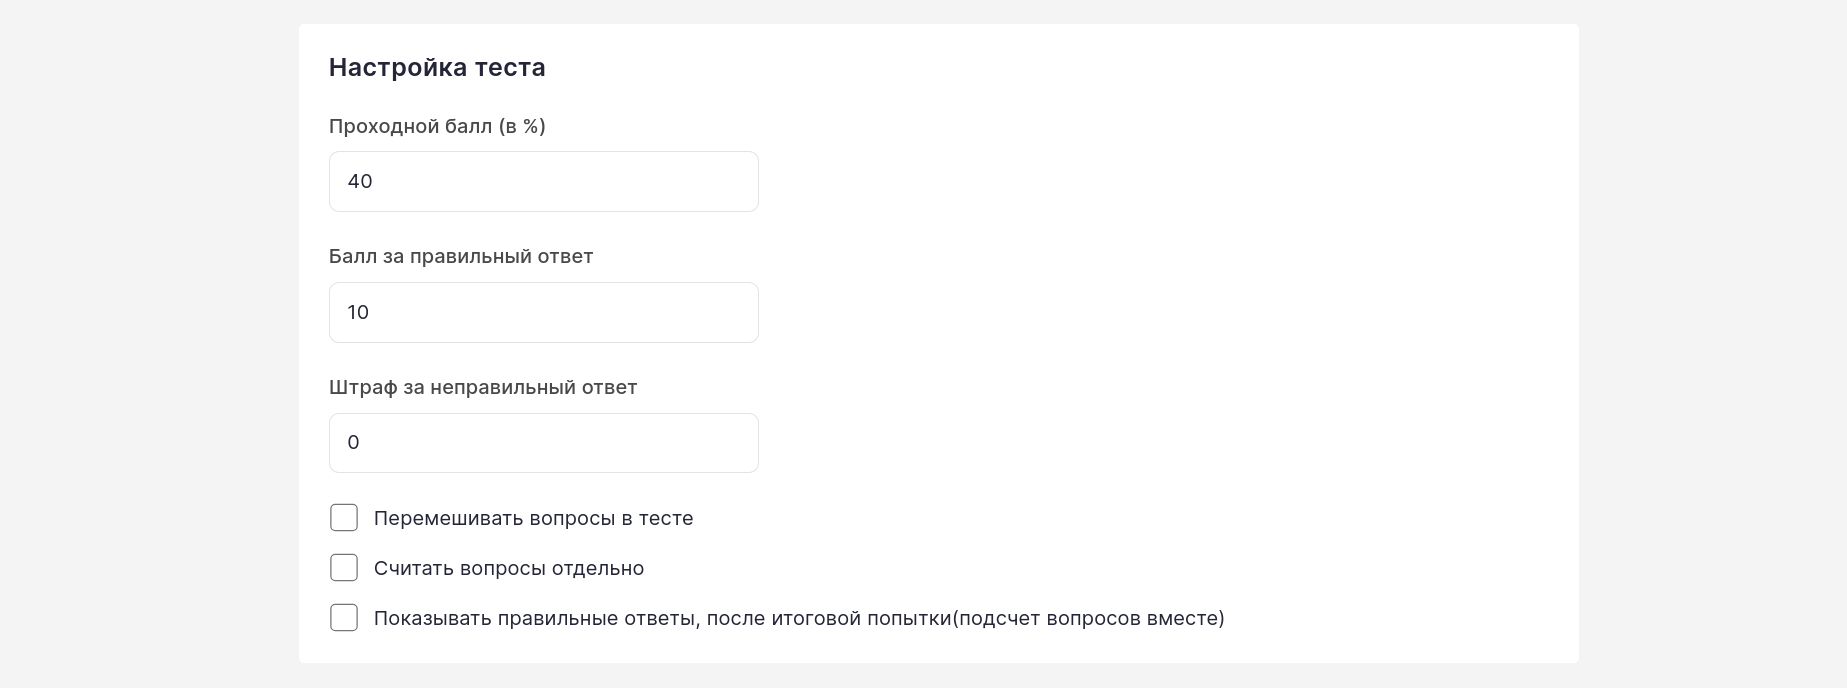 Настройка теста
Проходной балл (в %)
40
Балл за правильный ответ
10
Штраф за неправильный ответ
0
Перемешивать вопросы в тесте
Считать вопросы отдельно
Показывать правильные ответы, после итоговой попытки(подсчет вопросов вместе)